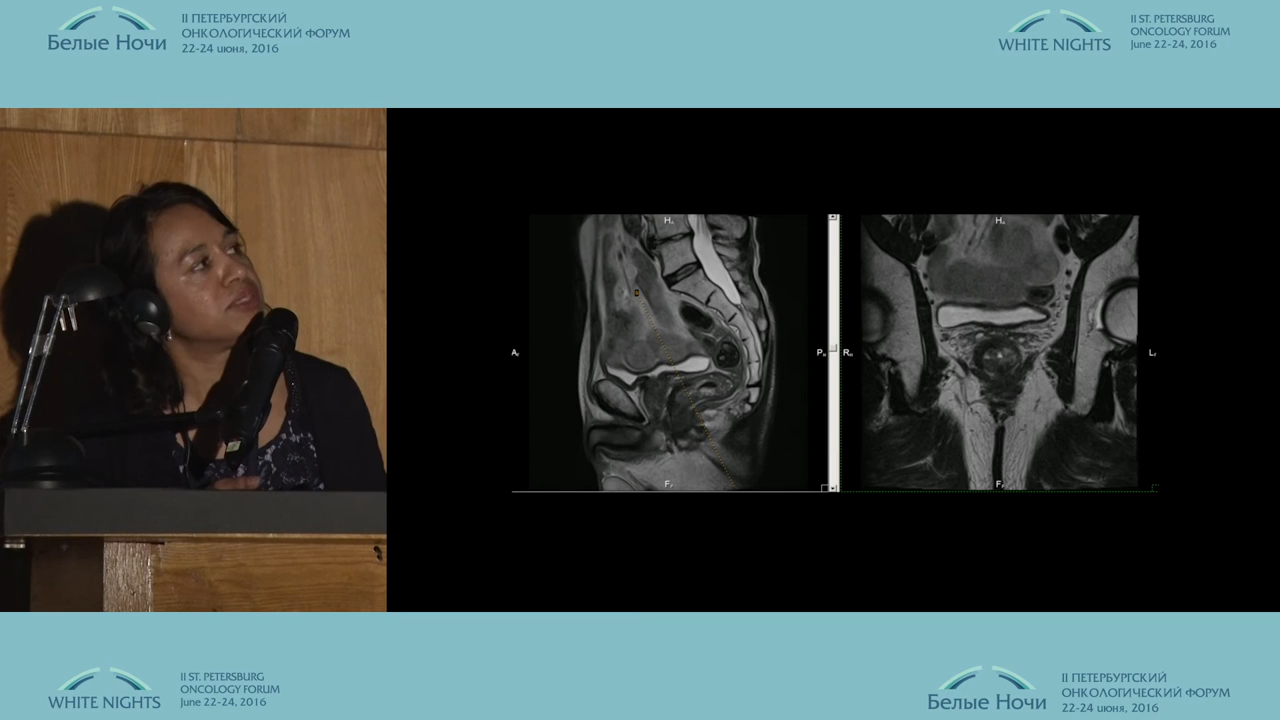 Белые Ночи
II ПЕТЕРБУРГСКИЙ
ОНКОЛОГИЧЕСКИЙ ФОРУМ
22-24 июня, 2016
WHITE NIGHTS
II ST. PETERSBURG
ONCOLOGY FORUM
June 22-24, 2016
H
A
P
F
H
R
L
F
WHITE NIGHTS
II ST. PETERSBURG
ONCOLOGY FORUM
June 22-24, 2016
Белые Ночи
II ПЕТЕРБУРГСКИЙ
ОНКОЛОГИЧЕСКИЙ ФОРУМ
22-24 июня, 2016